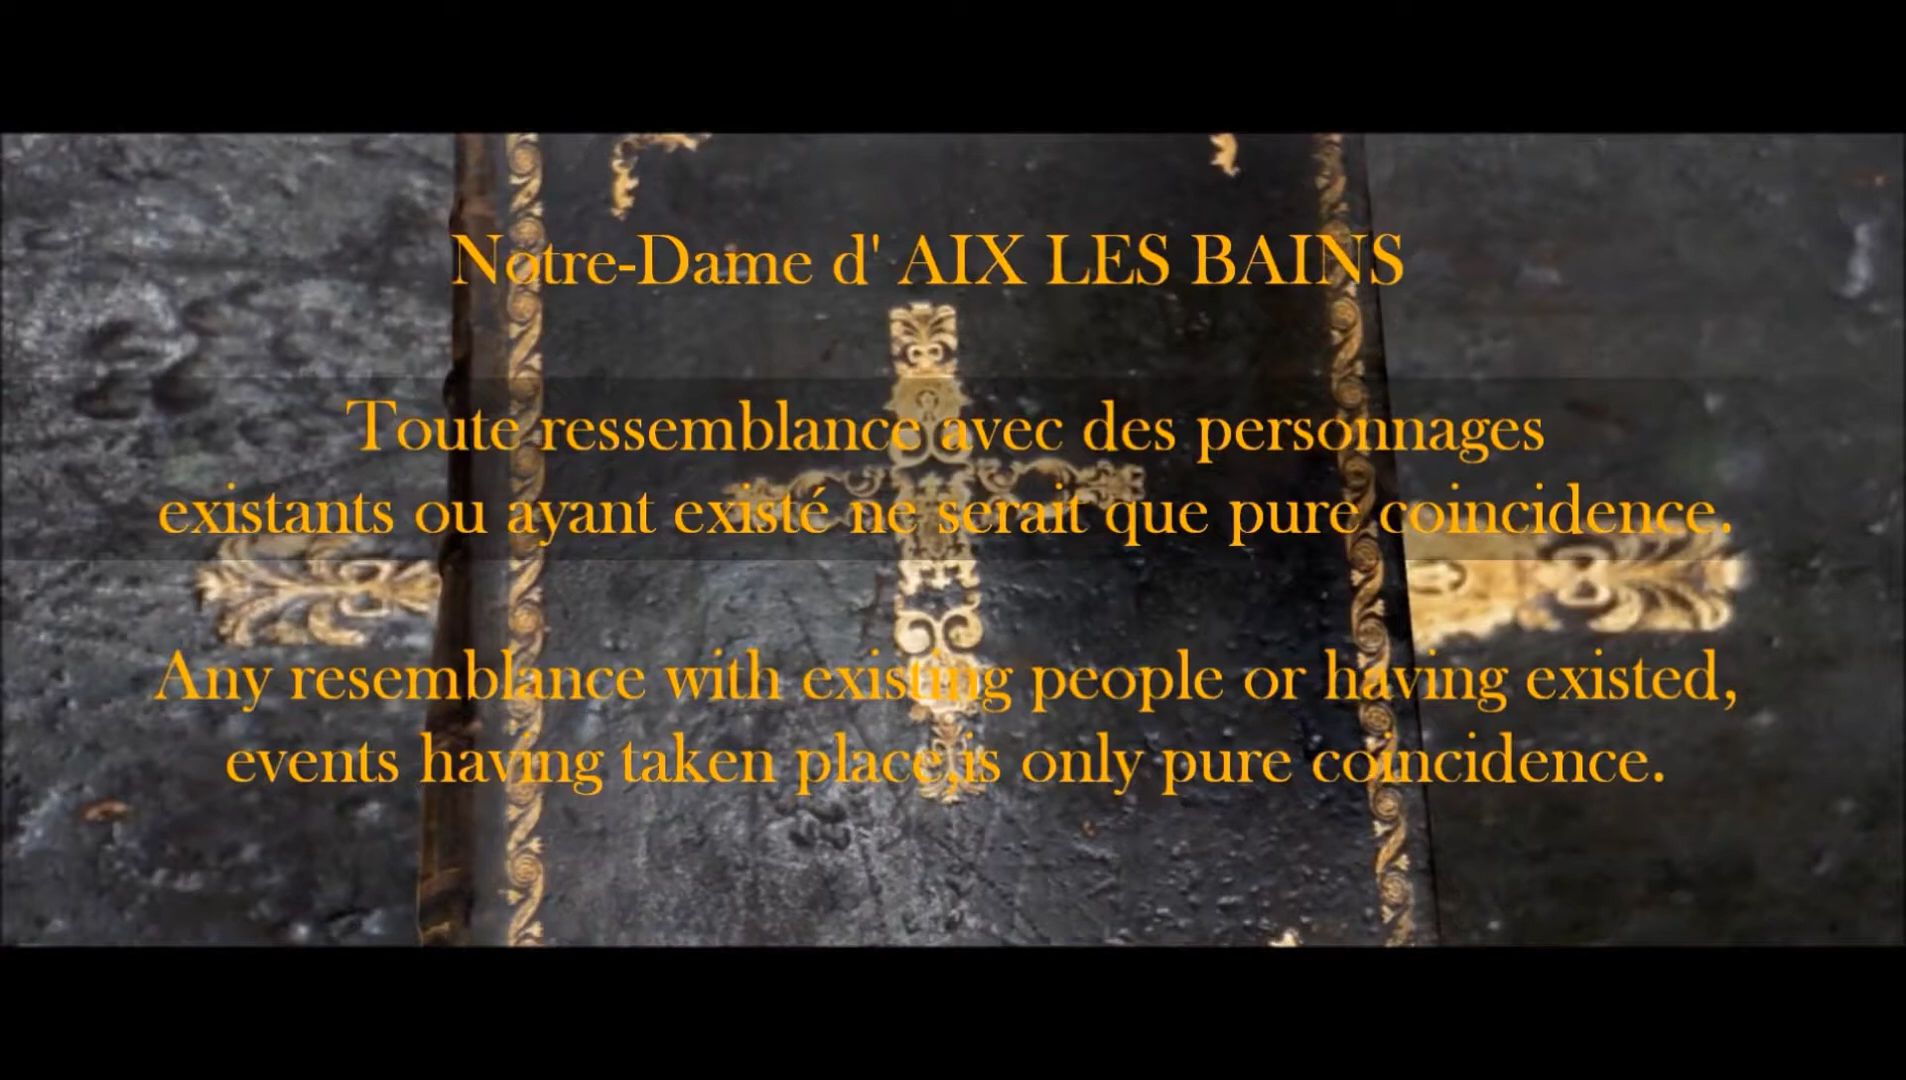 Notre-Dame d' AIX LES BAINS
Toute ressemblance avec des personnages
existants ou ayant existé ne serait que pure coincidence.
Any resemblance with existing people or having existed,
events having taken place,is only pure coincidence.